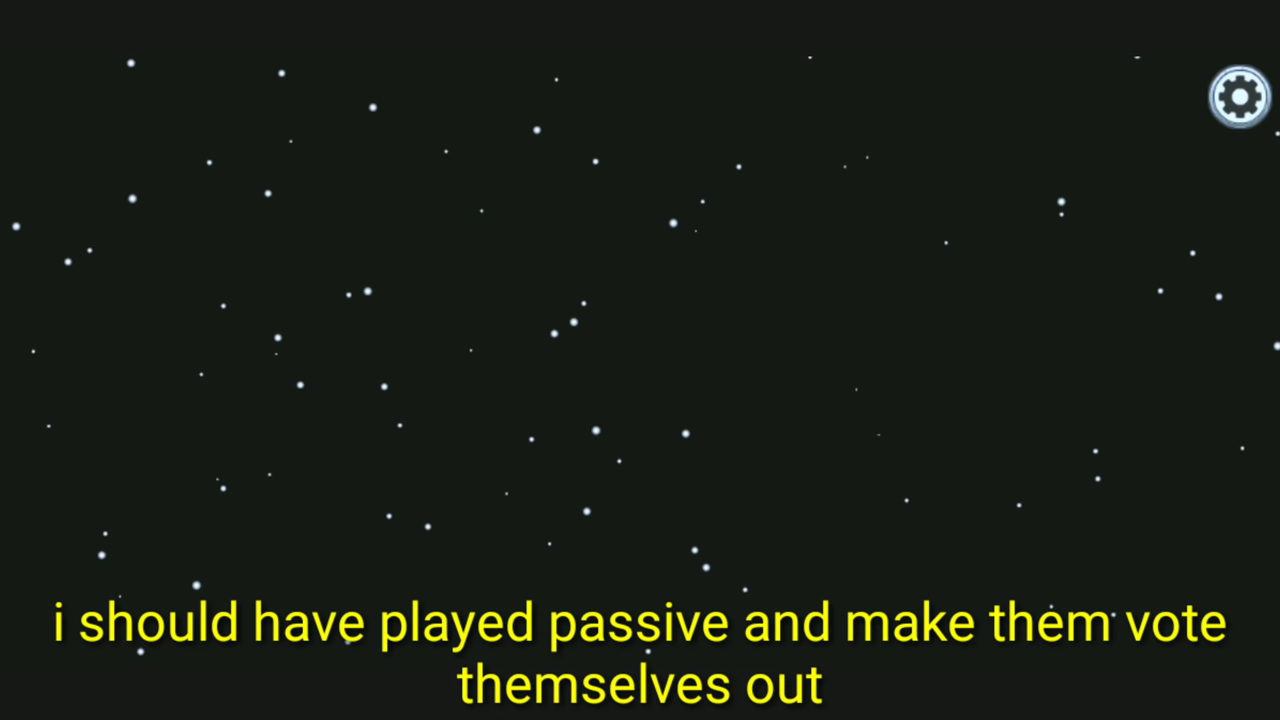 i should have played passive and make them vote
themselves out